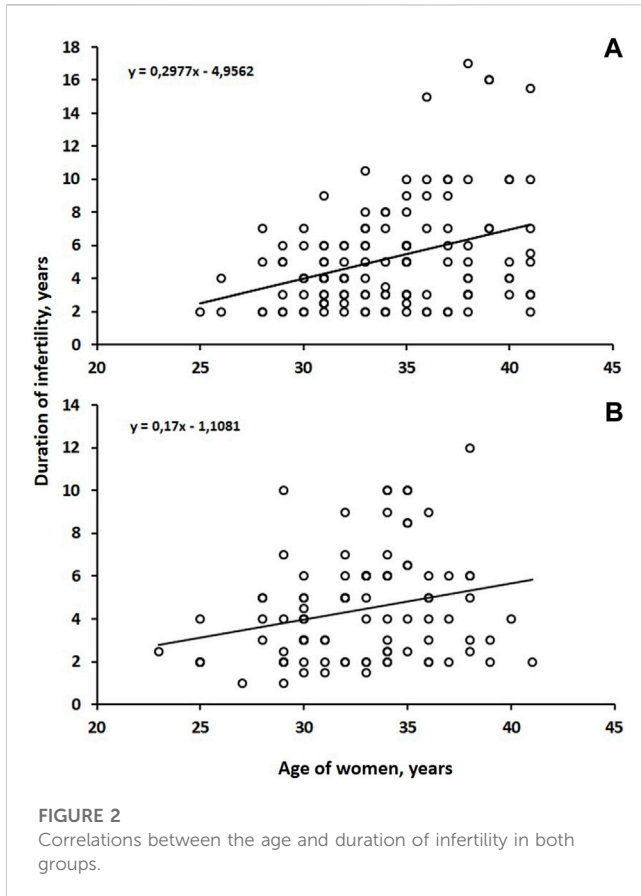 A
y = 0,2977x - 4,9562
18
16
14
12
10
8
6
4
2
0
20 25 30 35 40 45
Duration of infertility, years
B
y = 0,17x - 1,1081
14
12
10
8
6
4
2
0
20 25 30 35 40 45
Age of women, years
FIGURE 2
Correlations between the age and duration of infertility in both
groups.